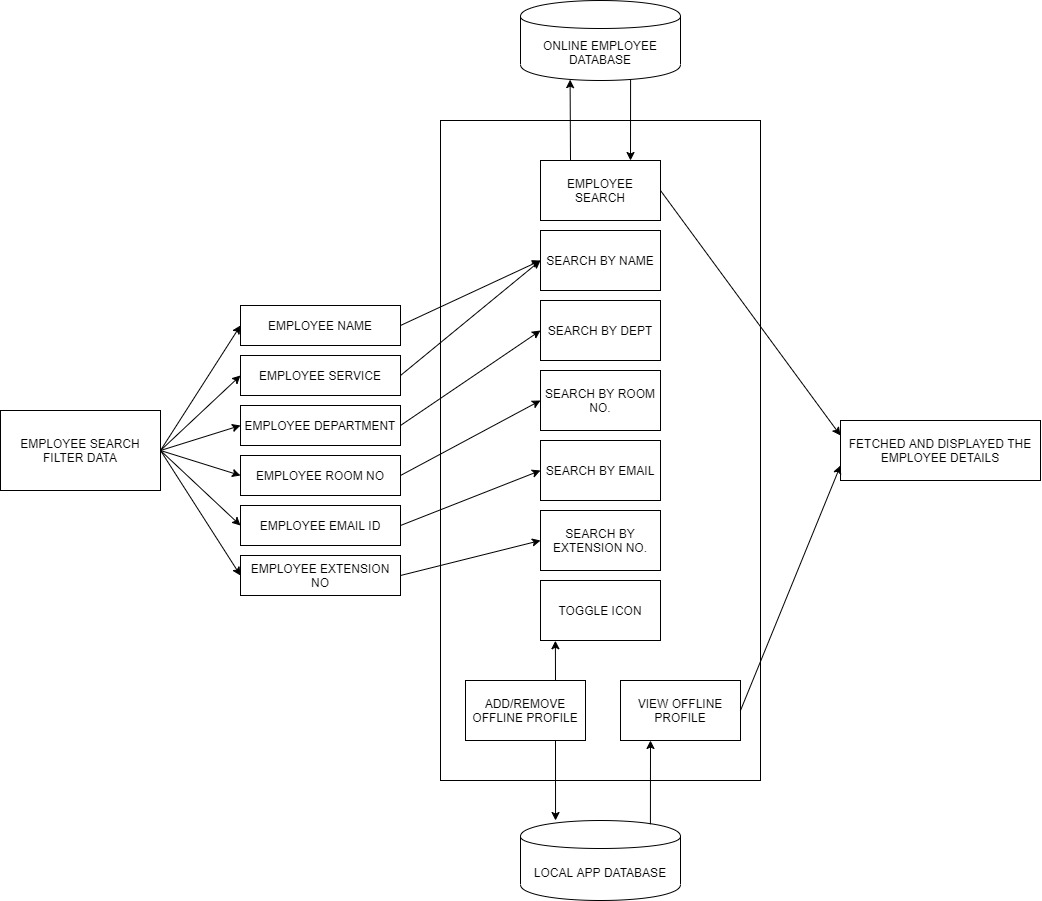 ONLINE EMPLOYEE
DATABASE
EMPLOYEE
SEARCH
SEARCH BY NAME
EMPLOYEE NAME
SEARCH BY DEPT
EMPLOYEE SERVICE
SEARCH BY ROOM
NO.
EMPLOYEE DEPARTMENT
EMPLOYEE SEARCH
FILTER DATA
FETCHED AND DISPLAYED THE
EMPLOYEE DETAILS
EMPLOYEE ROOM NO
SEARCH BY EMAIL
EMPLOYEE EMAIL ID
SEARCH BY
EXTENSION NO.
EMPLOYEE EXTENSION
NO
TOGGLE ICON
ADD/REMOVE
OFFLINE PROFILE
VIEW OFFLINE
PROFILE
LOCAL APP DATABASE